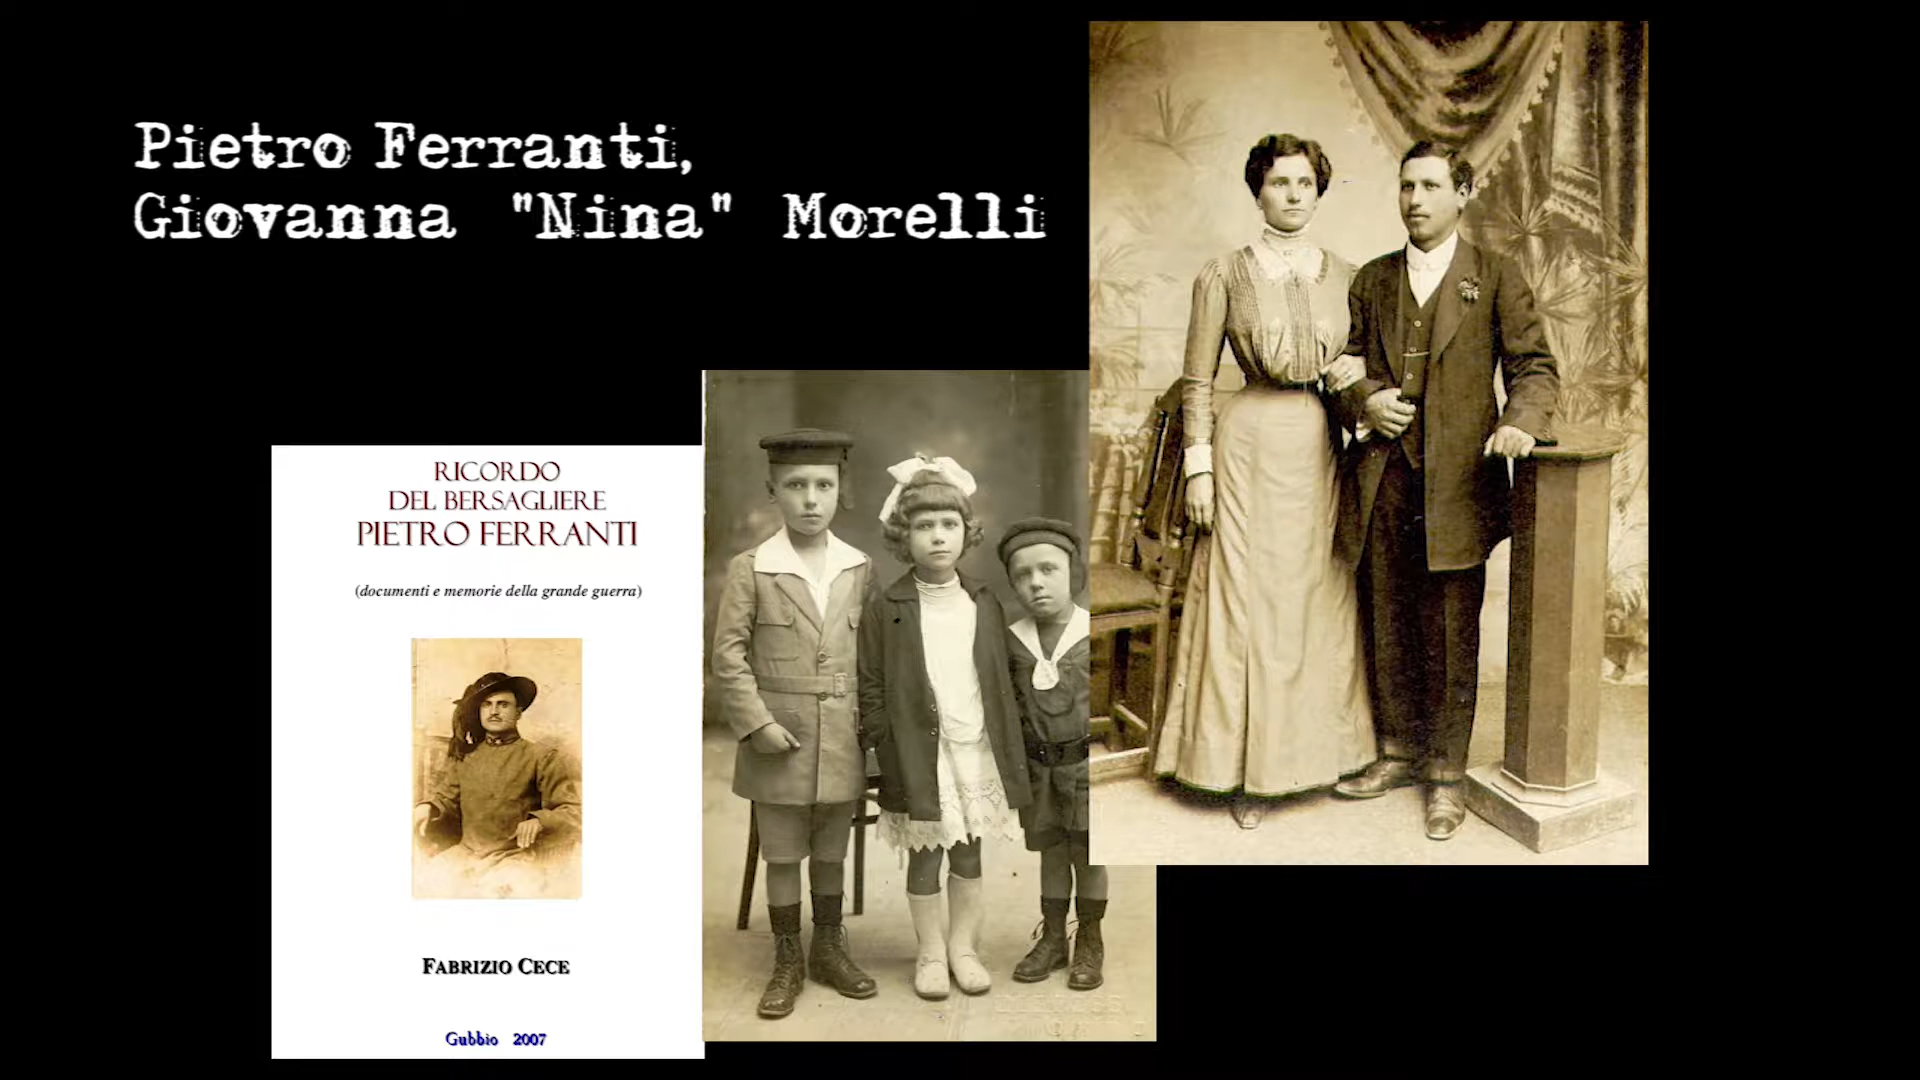 Pietro Ferranti,
Giovanna "Nina" Morelli
RICORDO
DEL BERSAGLIERE
PIETRO FERRANTI
(documenti e memorie della grande guerra)
FABRIZIO CECE
Gubbio 2007